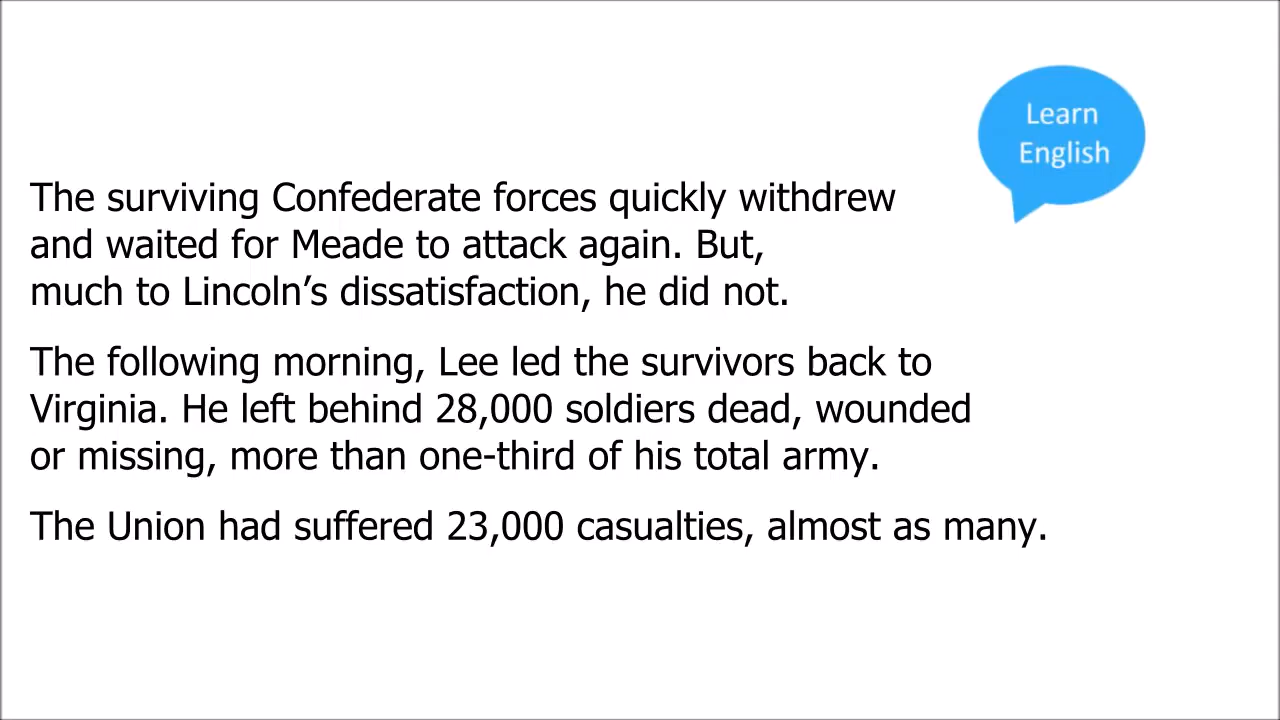 Learn
English
The surviving Confederate forces quickly withdrew
and waited for Meade to attack again. But,
much to Lincoln’s dissatisfaction, he did not.
The following morning, Lee led the survivors back to
Virginia. He left behind 28,000 soldiers dead, wounded
or missing, more than one-third of his total army.
The Union had suffered 23,000 casualties, almost as many.